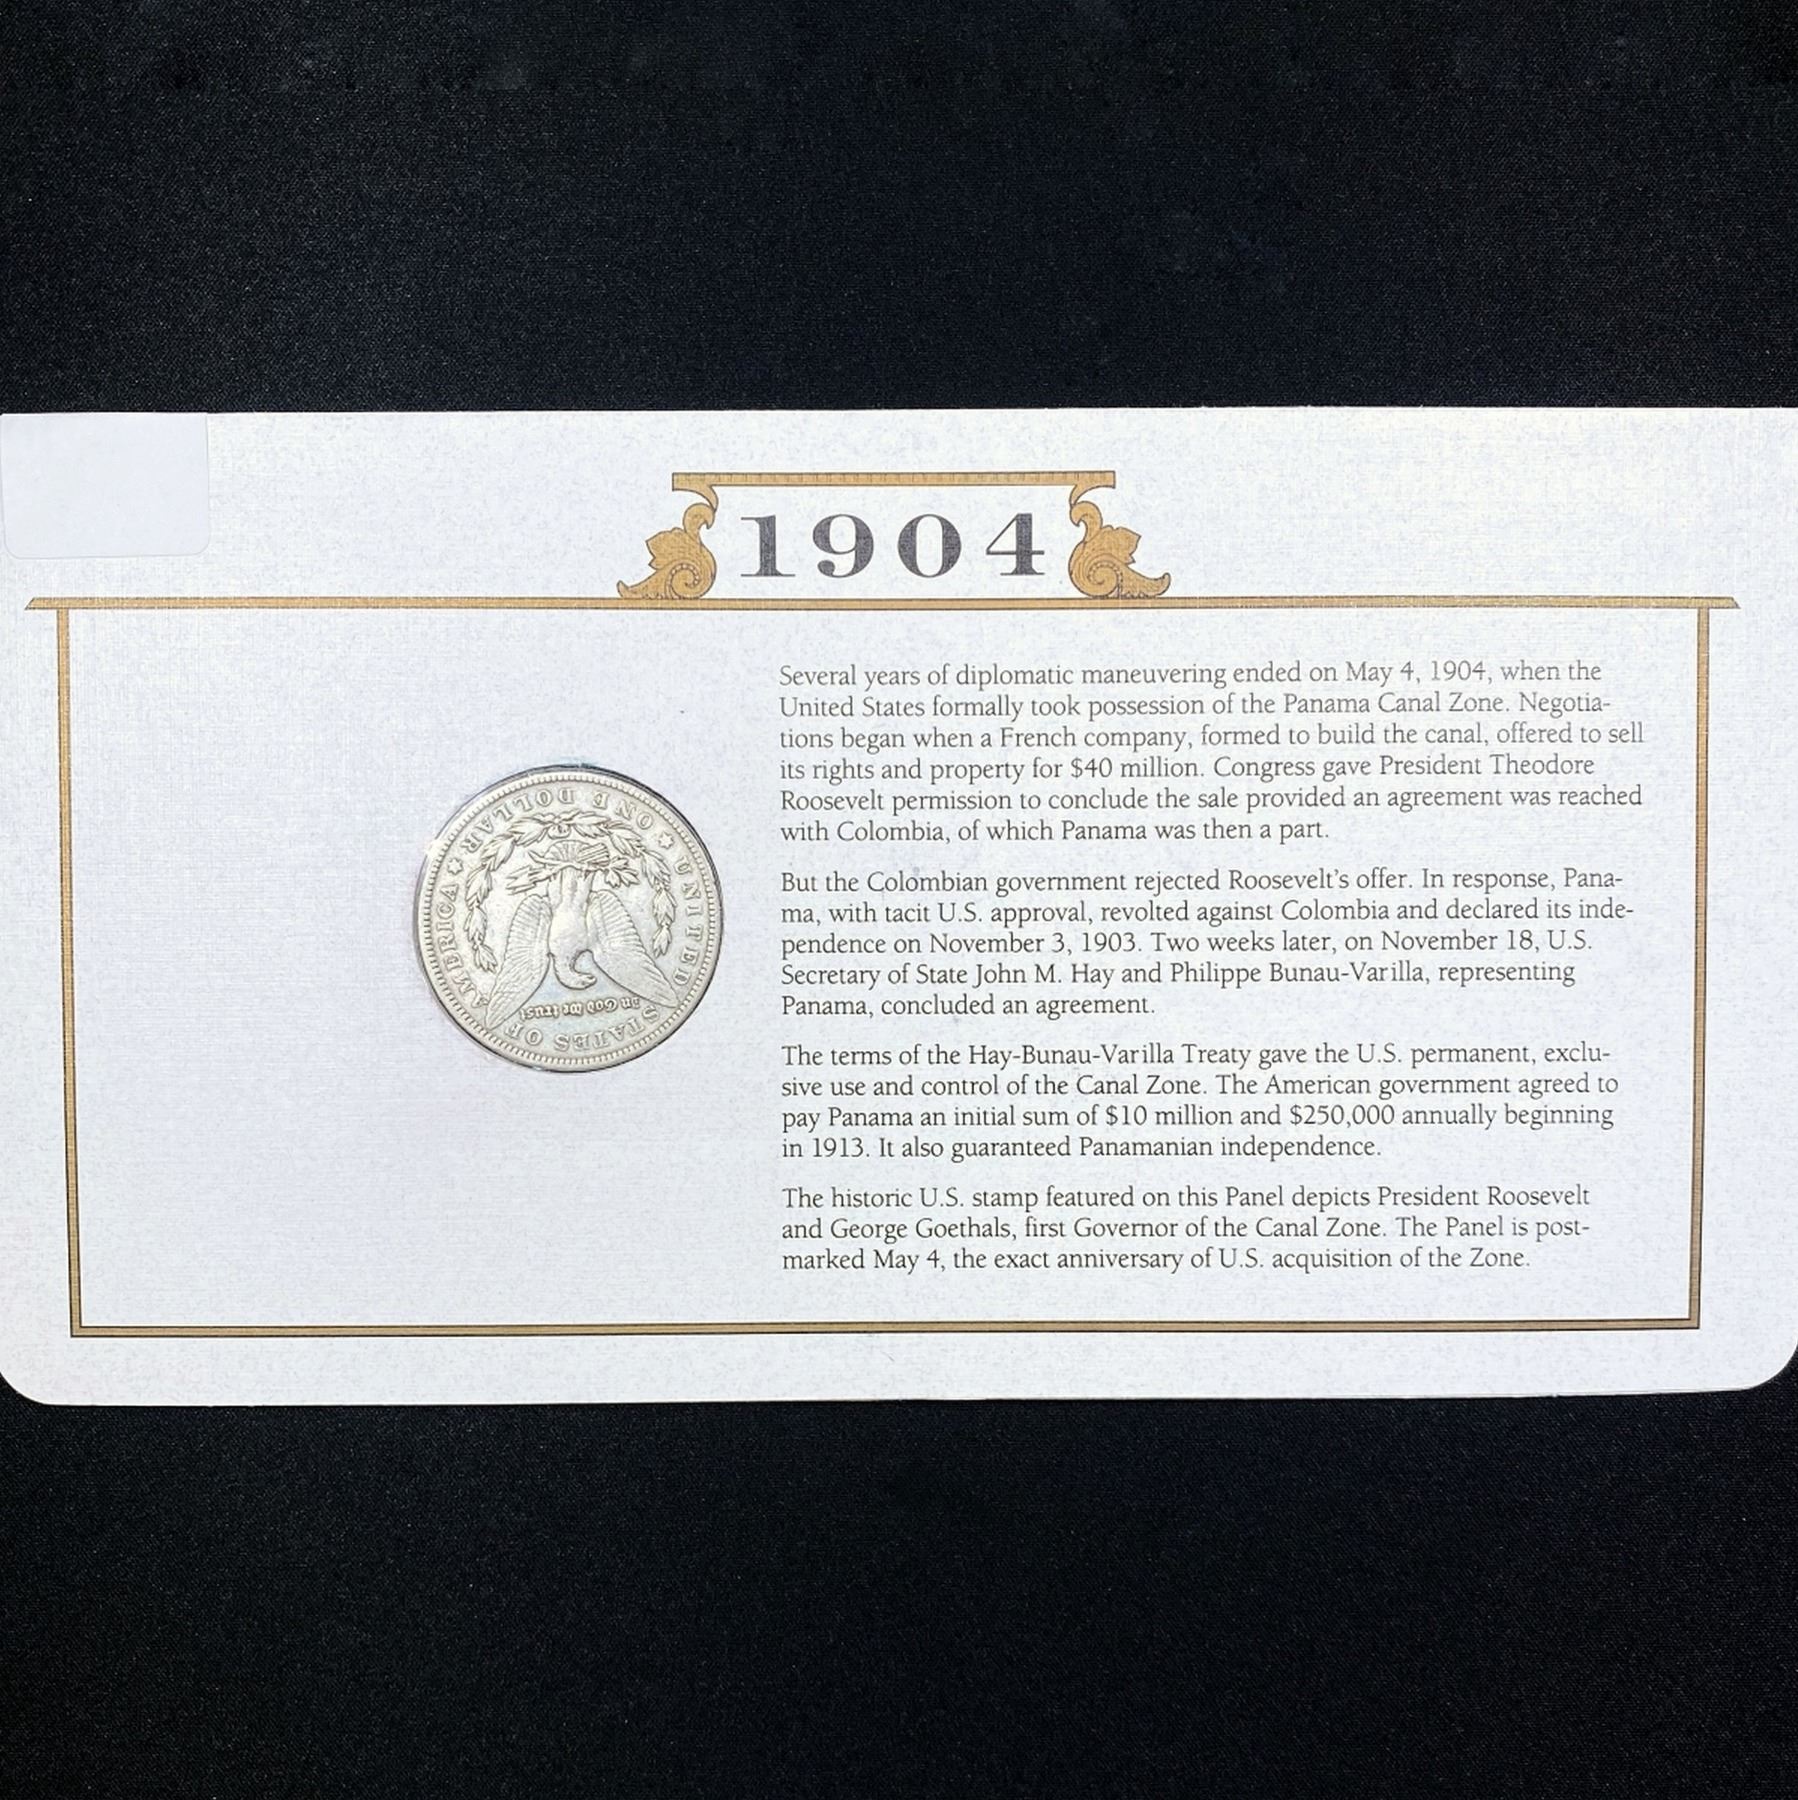 1904
Several years of diplomatic maneuvering ended on May 4, 1904, when the
United States formally took possession of the Panama Canal Zone. Negotia-
tions began when a French company, formed to build the canal, offered to sell
its rights and property for $40 million. Congress gave President Theodore
Roosevelt permission to conclude the sale provided an agreement was reached
with Colombia, of which Panama was then a part.
But the Colombian government rejected Roosevelt's offer. In response, Pana-
ma, with tacit U.S. approval, revolted against Colombia and declared its inde-
pendence on November 3, 1903. Two weeks later, on November 18, U.S.
Secretary of State John M. Hay and Philippe Bunau-Varilla, representing
Panama, concluded an agreement.
The terms of the Hay-Bunau-Varilla Treaty gave the U.S. permanent, exclu-
sive use and control of the Canal Zone. The American government agreed to
pay Panama an initial sum of $10 million and $250,000 annually beginning
in 1913. It also guaranteed Panamanian independence.
The historic U.S. stamp featured on this Panel depicts President Roosevelt
and George Goethals, first Governor of the Canal Zone. The Panel is post-
marked May 4, the exact anniversary of U.S. acquisition of the Zone.
UNITED STATES OF AMERICA
In God we trust
ONE DOLLAR